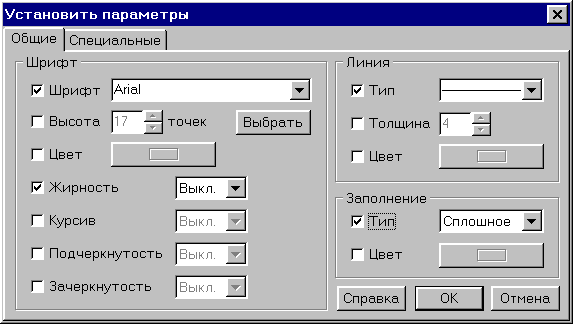 Установить параметры
Общие
Специальные
Шрифт
Шрифт Arial
Высота 17 точек Выбрать
Цвет
Жирность Выкл.
Курсив Выкл.
Подчеркнутость Выкл.
Зачеркнутость Выкл.
Линия
Тип
Толщина 4
Цвет
Заполнение
Тип Сплошное
Цвет
Справка OK Отмена